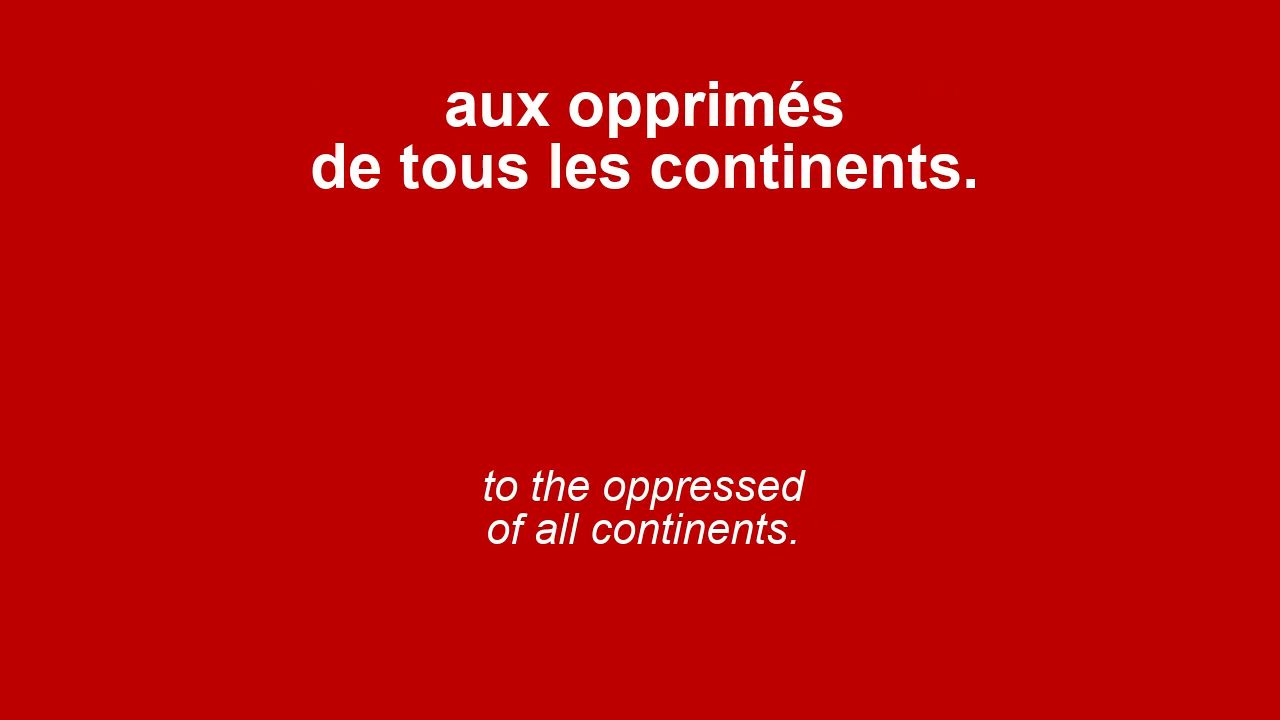 aux opprimés
de tous les continents.
to the oppressed
of all continents.